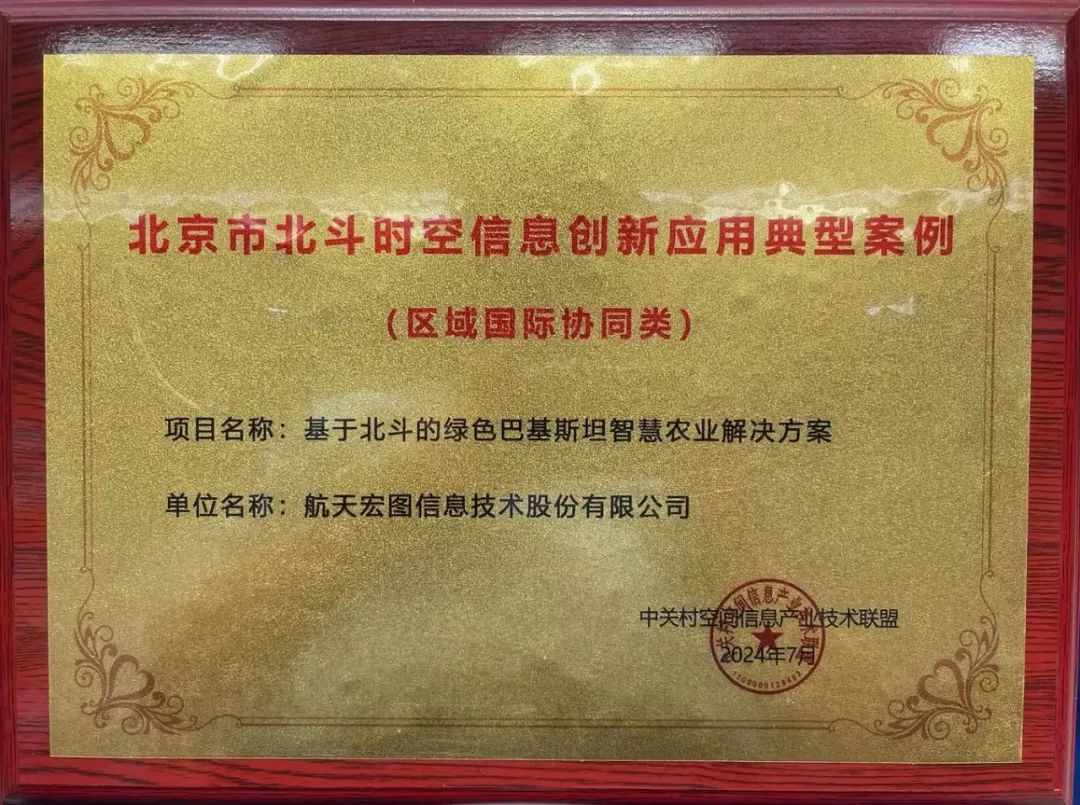 北京市北斗时空信息创新应用典型案例
（区域国际协同类）
项目名称：基于北斗的绿色巴基斯坦智慧农业解决方案
单位名称：航天宏图信息技术股份有限公司
中关村空间信息产业技术联盟
2024年7月